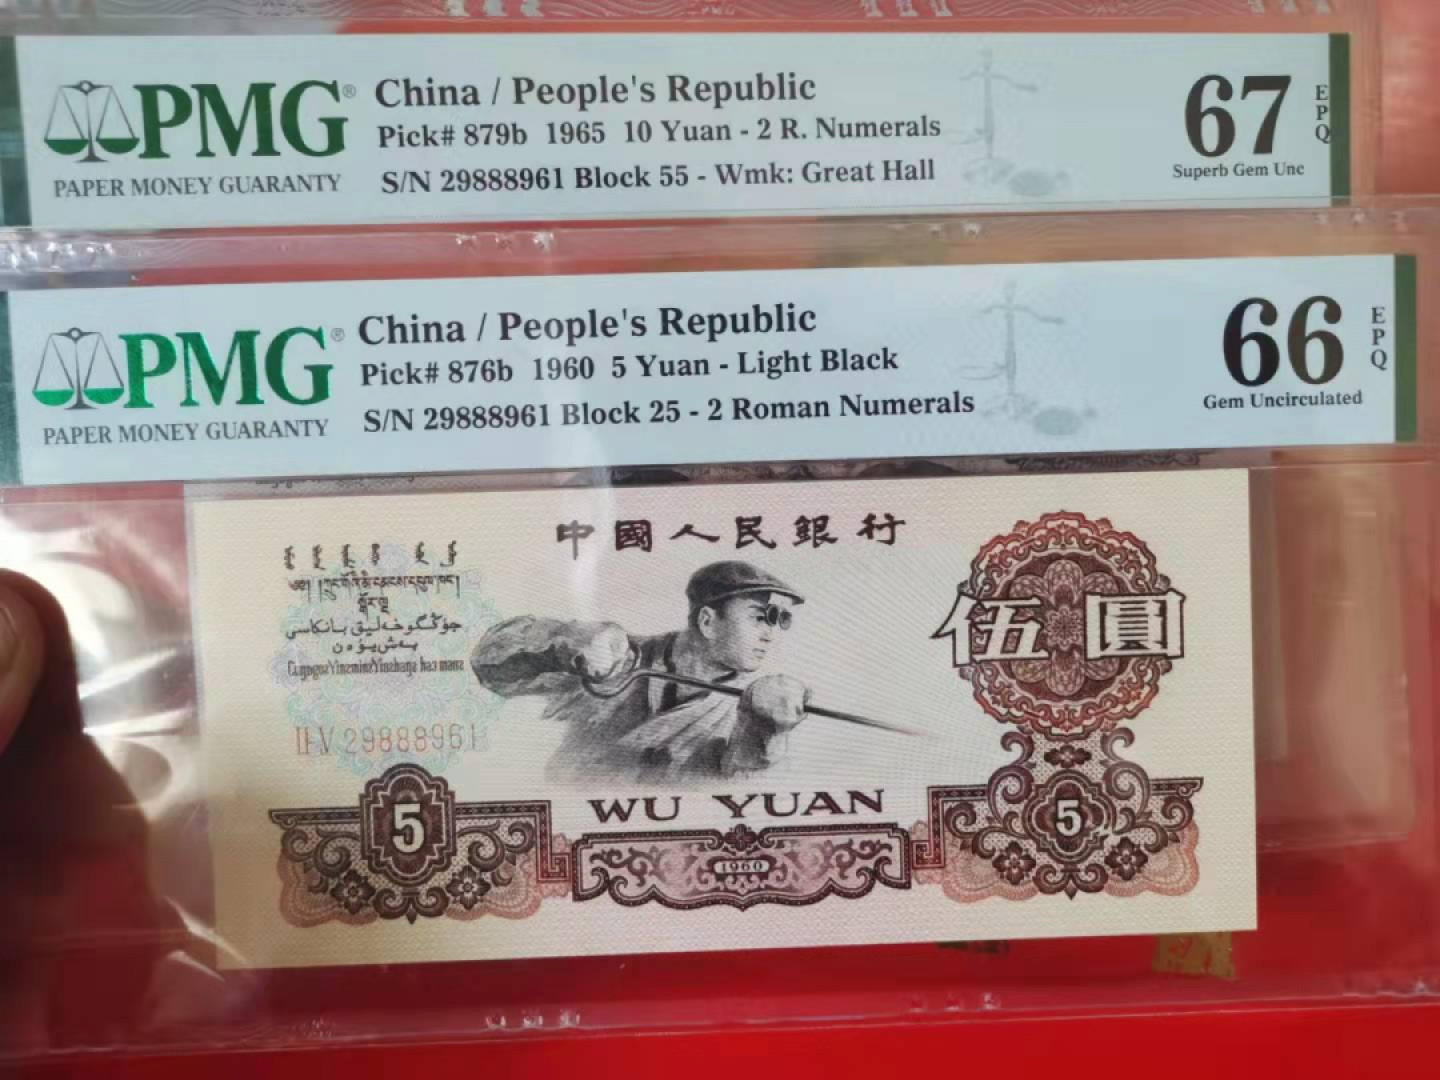 PMG®
PAPER MONEY GUARANTY
China / People's Republic
Pick# 879b 1965 10 Yuan - 2 R. Numerals
S/N 29888961 Block 55 - Wmk: Great Hall
67
EPQ
Superb Gem Unc
PMG®
PAPER MONEY GUARANTY
China / People's Republic
Pick# 876b 1960 5 Yuan - Light Black
S/N 29888961 Block 25 - 2 Roman Numerals
66
EPQ
Gem Uncirculated
中國人民銀行
伍圓
29888961
WU YUAN
5
1960
5